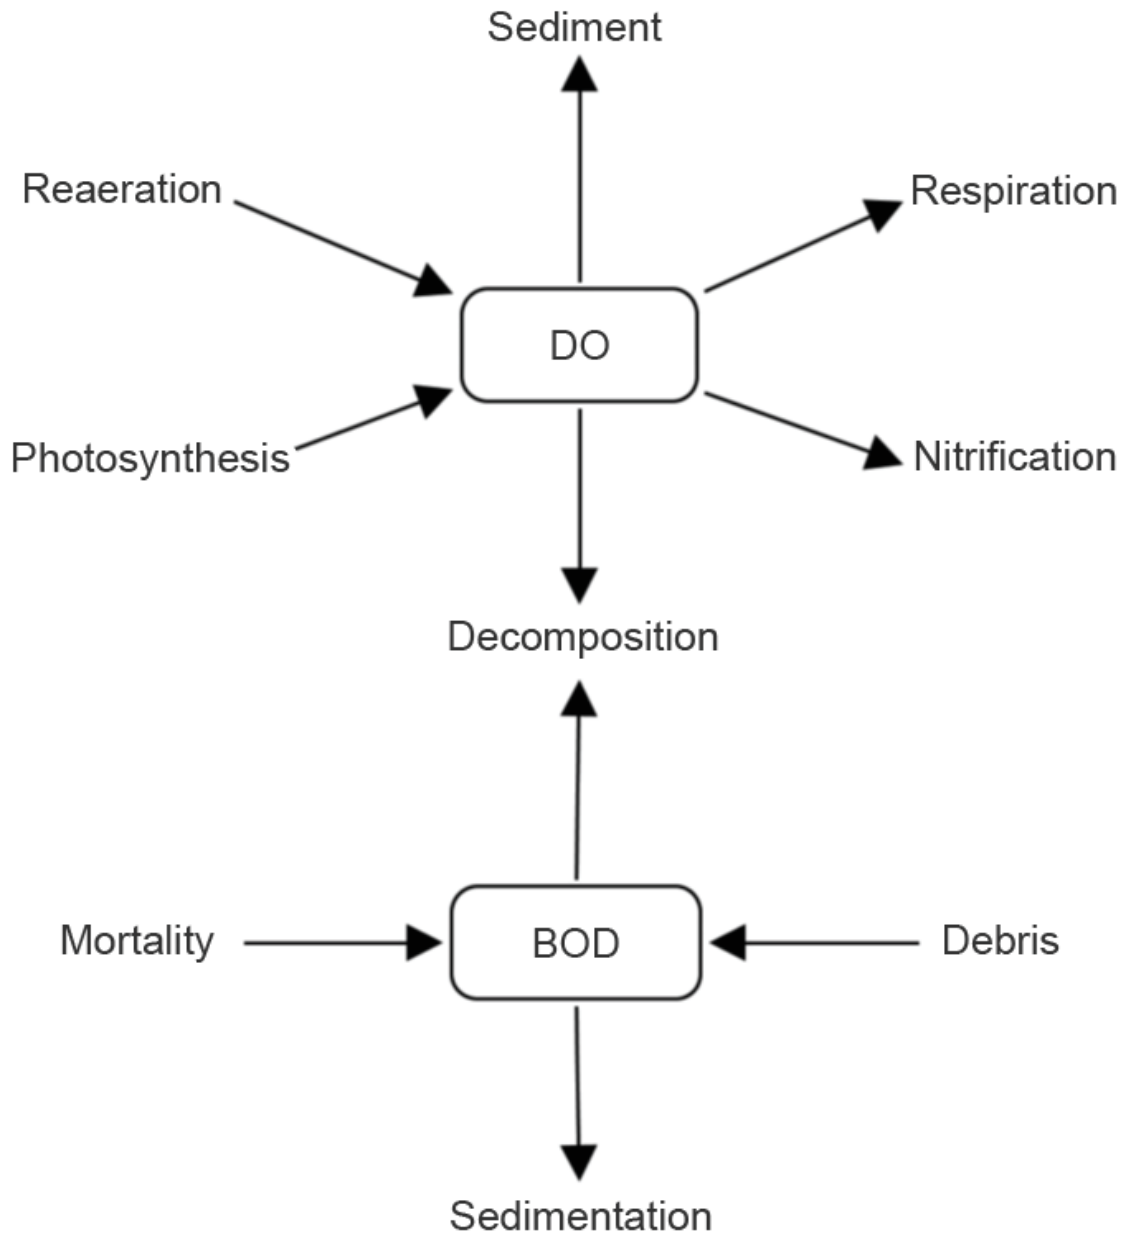 Sediment
Reaeration
Respiration
DO
Photosynthesis
Nitrification
Decomposition
Mortality
BOD
Debris
Sedimentation